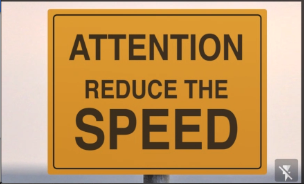 ATTENTION
REDUCE THE
SPEED